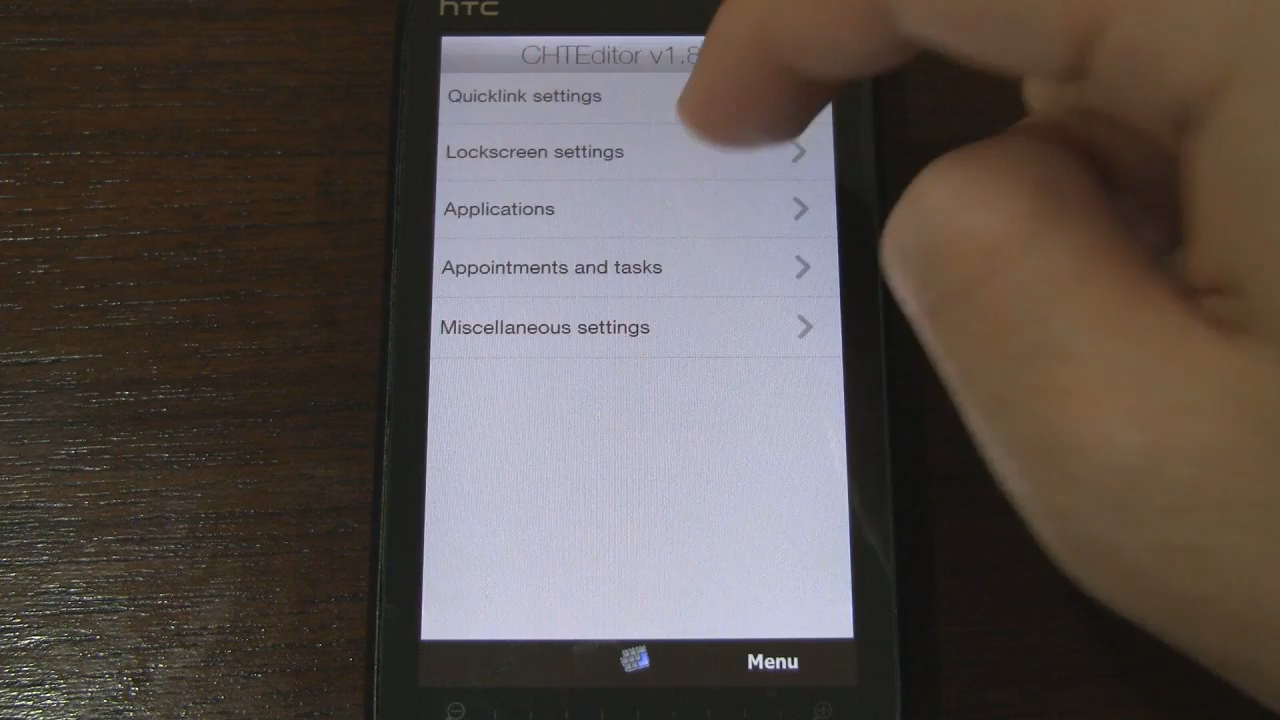 hTC
CHTEditor v1.8
Quicklink settings
Lockscreen settings
Applications
Appointments and tasks
Miscellaneous settings
Menu